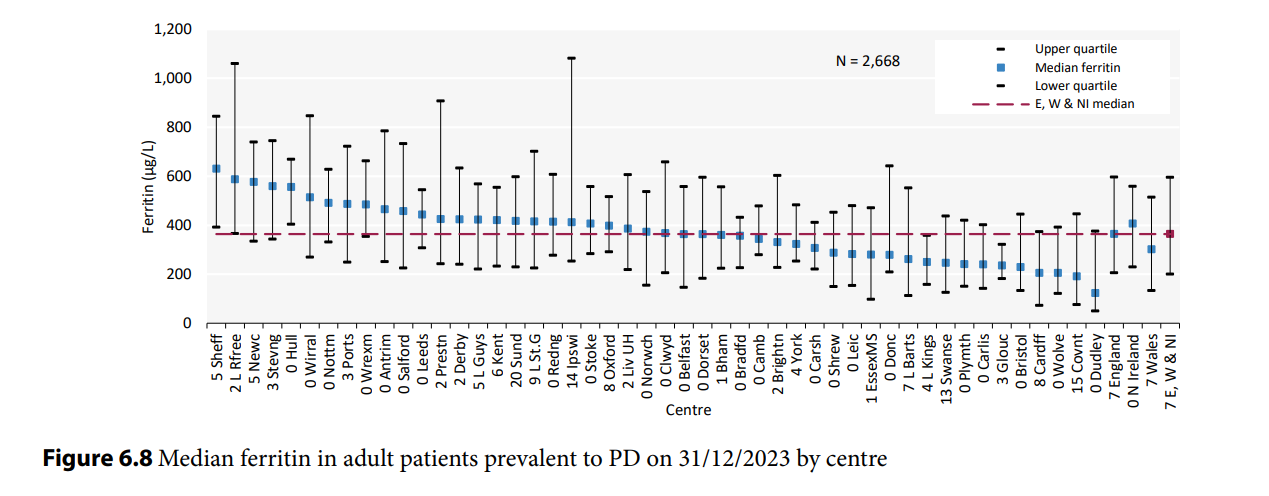 1,200
1,000
800
600
400
200
0
Ferritin (µg/L)
N = 2,668
Upper quartile
Median ferritin
Lower quartile
E, W & NI median
5 Sheff
2 L Rfree
5 Newc
3 Stevng
0 Hull
0 Wirral
0 Nottm
3 Ports
0 Wrexm
0 Antrim
0 Salford
0 Leeds
2 Prestn
2 Derby
5 L Guys
6 Kent
20 Sund
9 L St.G
0 Redng
14 Ipswi
0 Stoke
8 Oxford
2 Liv UH
0 Norwch
0 Clwyd
0 Belfast
0 Dorset
1 Bham
0 Bradfd
0 Camb
2 Brightn
4 York
0 Carsh
0 Shrew
0 Leic
1 EssexMS
0 Donc
7 L Barts
4 L Kings
13 Swanse
0 Plymth
0 Carlis
3 Glouc
0 Bristol
8 Cardff
0 Wolve
15 Covnt
0 Dudley
7 England
0 N Ireland
7 Wales
7 E, W & NI
Centre
Figure 6.8 Median ferritin in adult patients prevalent to PD on 31/12/2023 by centre